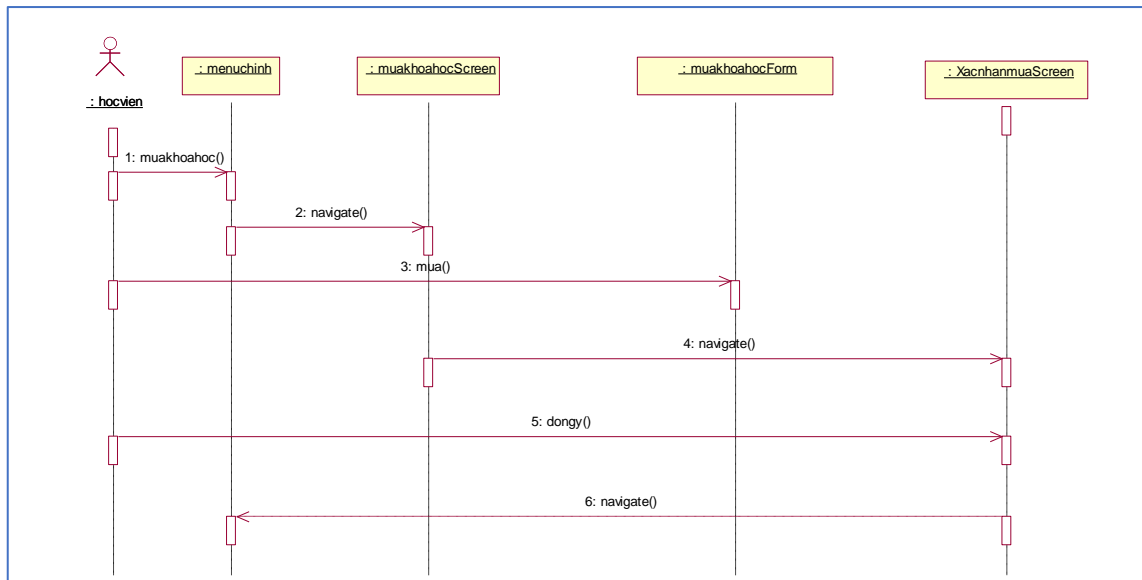 : hocvien
: menuchinh
: muakhoahocScreen
: muakhoahocForm
: XacnhanmuaScreen
1: muakhoahoc()
2: navigate()
3: mua()
4: navigate()
5: dongy()
6: navigate()